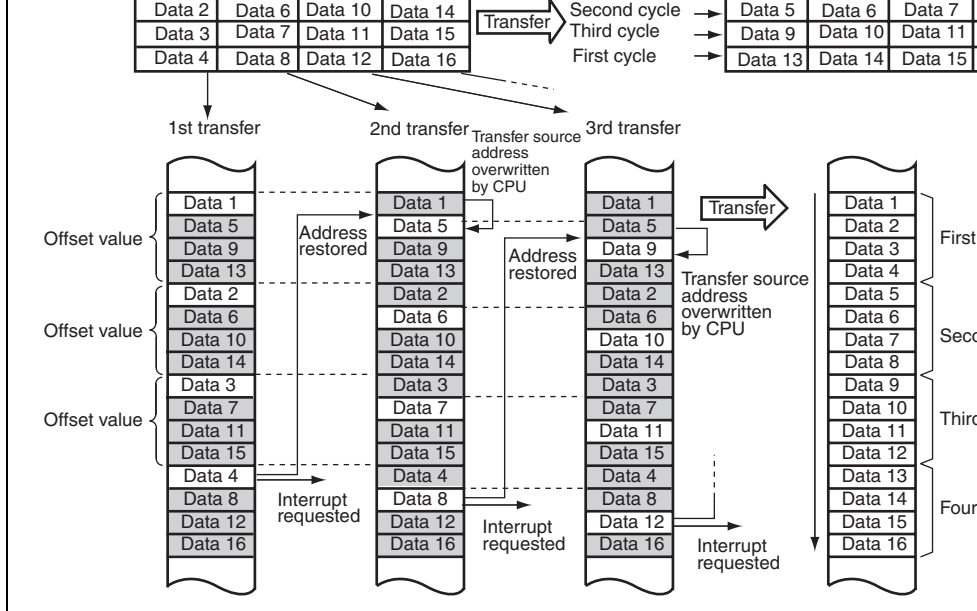 Data 2 Data 6 Data 10 Data 14
Data 3 Data 7 Data 11 Data 15
Data 4 Data 8 Data 12 Data 16
Transfer
Second cycle
Third cycle
First cycle
Data 5 Data 6 Data 7
Data 9 Data 10 Data 11
Data 13 Data 14 Data 15
1st transfer
2nd transfer
Transfer source
address
overwritten
by CPU
3rd transfer
Offset value
Offset value
Offset value
Data 1
Data 5
Data 9
Data 13
Data 2
Data 6
Data 10
Data 14
Data 3
Data 7
Data 11
Data 15
Data 4
Data 8
Data 12
Data 16
Address
restored
Interrupt
requested
Data 1
Data 5
Data 9
Data 13
Data 2
Data 6
Data 10
Data 14
Data 3
Data 7
Data 11
Data 15
Data 4
Data 8
Data 12
Data 16
Address
restored
Interrupt
requested
Data 1
Data 5
Data 9
Data 13
Data 2
Data 6
Data 10
Data 14
Data 3
Data 7
Data 11
Data 15
Data 4
Data 8
Data 12
Data 16
Transfer
Transfer source
address
overwritten
by CPU
Interrupt
requested
Data 1
Data 2
Data 3
Data 4
Data 5
Data 6
Data 7
Data 8
Data 9
Data 10
Data 11
Data 12
Data 13
Data 14
Data 15
Data 16
First
Seco
Third
Four